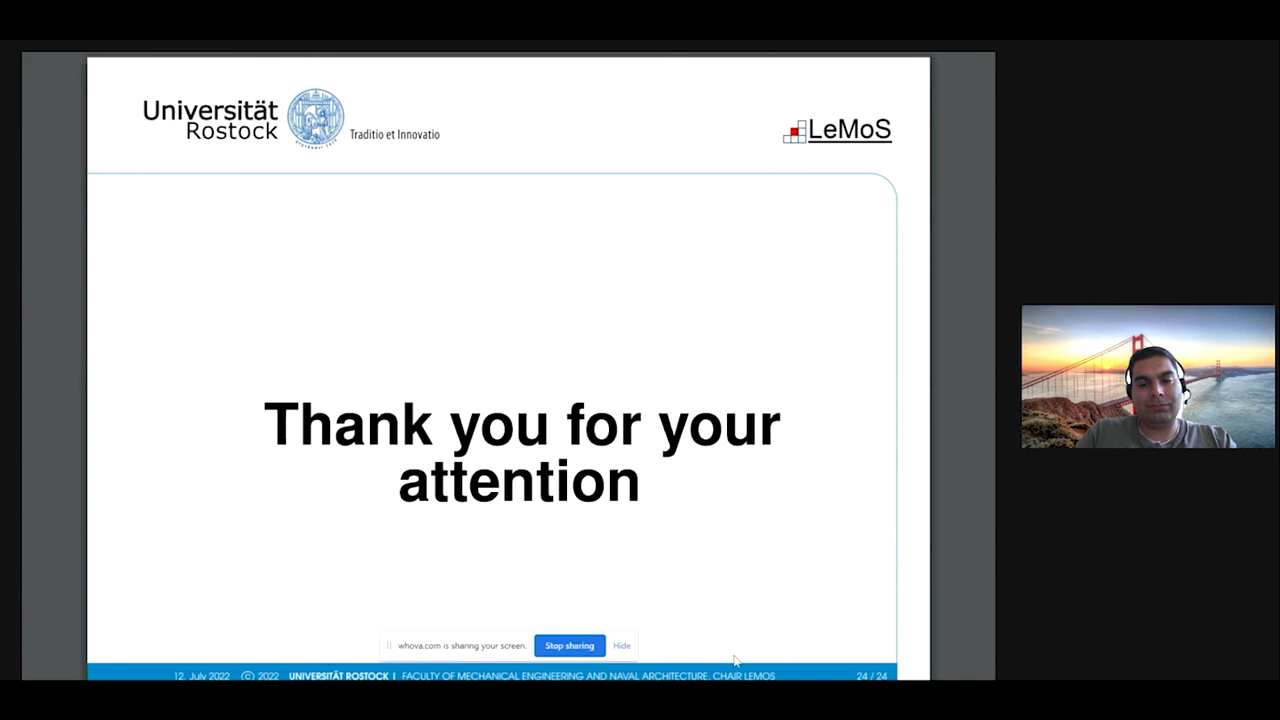 Universität
Rostock
Traditio et Innovatio
LeMoS
Thank you for your
attention
whova.com is sharing your screen.
Stop sharing
Hide
12. July 2022 © 2022 UNIVERSITÄT ROSTOCK | FACULTY OF MECHANICAL ENGINEERING AND NAVAL ARCHITECTURE, CHAIR LEMOS
24 / 24